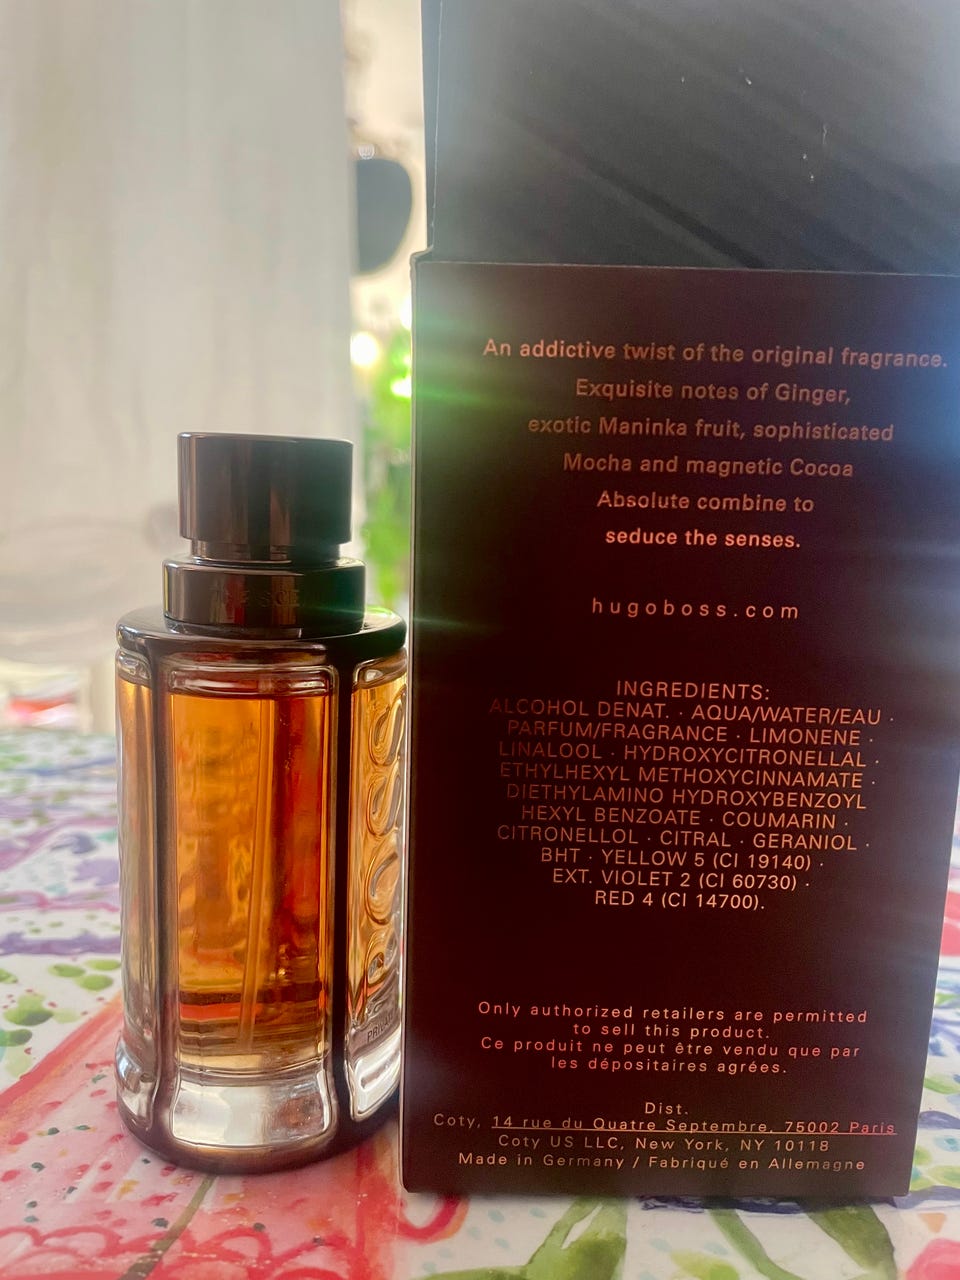 An addictive twist of the original fragrance.
Exquisite notes of Ginger,
exotic Maninka fruit, sophisticated
Mocha and magnetic Cocoa
Absolute combine to
seduce the senses.
hugoboss.com
INGREDIENTS:
ALCOHOL DENAT. · AQUA/WATER/EAU ·
PARFUM/FRAGRANCE · LIMONENE ·
LINALOOL · HYDROXYCITRONELLAL ·
ETHYLHEXYL METHOXYCINNAMATE ·
DIETHYLAMINO HYDROXYBENZOYL
HEXYL BENZOATE · COUMARIN ·
CITRONELLOL · CITRAL · GERANIOL ·
BHT · YELLOW 5 (CI 19140) ·
EXT. VIOLET 2 (CI 60730) ·
RED 4 (CI 14700).
Only authorized retailers are permitted
to sell this product.
Ce produit ne peut être vendu que par
les dépositaires agrées.
Dist.
Coty, 14 rue du Quatre Septembre, 75002 Paris
Coty US LLC, New York, NY 10118
Made in Germany / Fabriqué en Allemagne